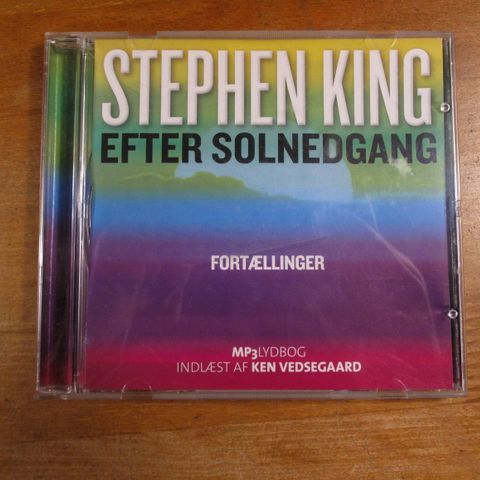 STEPHEN KING
EFTER SOLNEDGANG
FORTÆLLINGER
MP3LYDBOG
INDLÆST AF KEN VEDSEGAARD